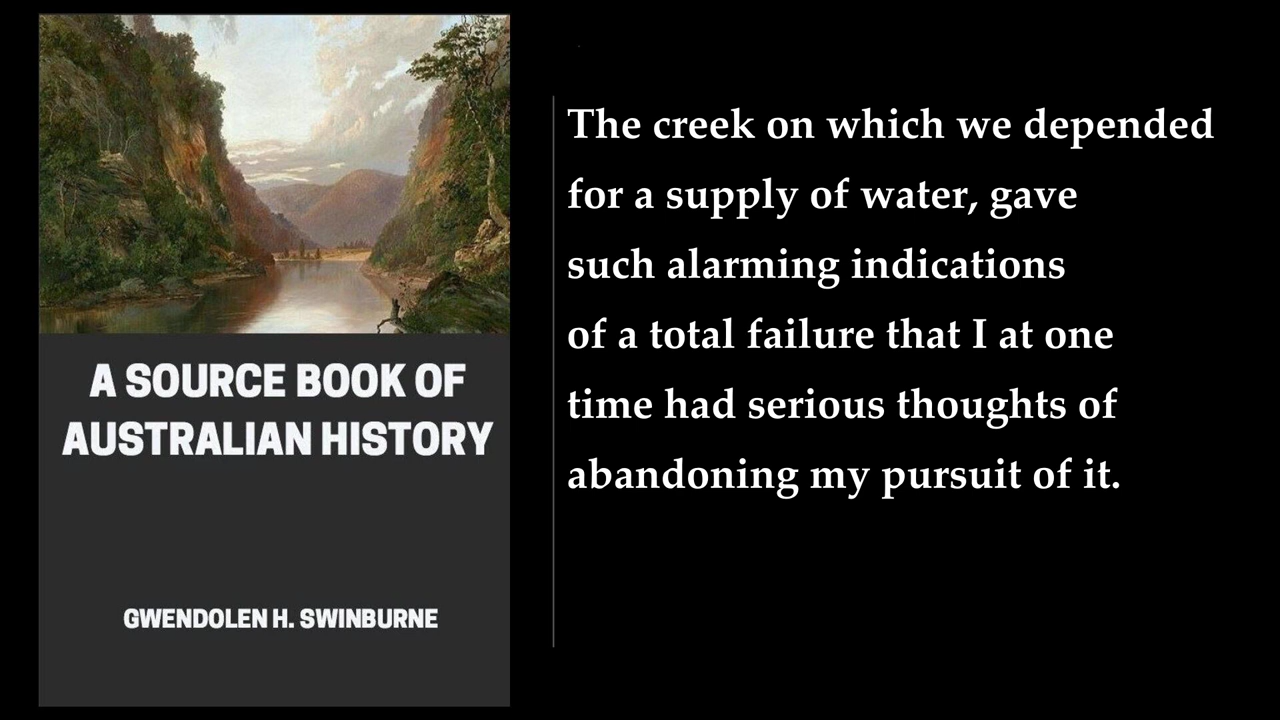 A SOURCE BOOK OF
AUSTRALIAN HISTORY
GWENDOLEN H. SWINBURNE
The creek on which we depended
for a supply of water, gave
such alarming indications
of a total failure that I at one
time had serious thoughts of
abandoning my pursuit of it.